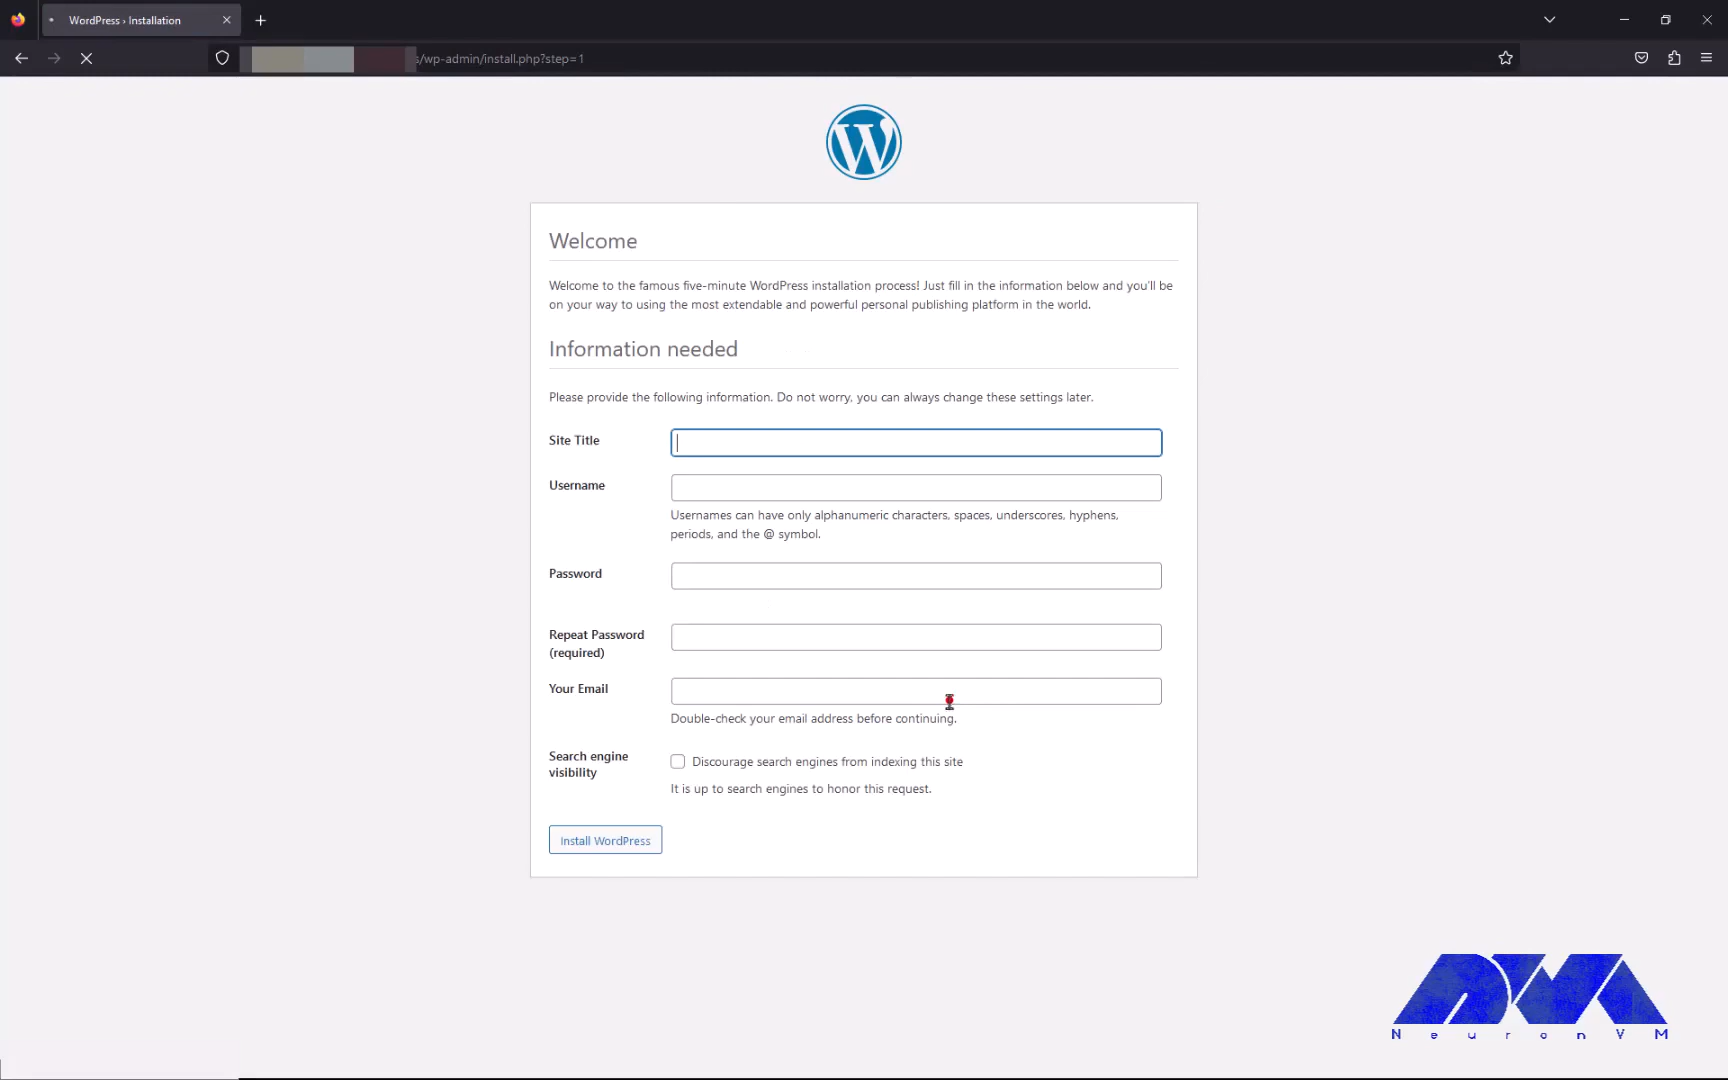 WordPress › Installation
s/wp-admin/install.php?step=1
Welcome
Welcome to the famous five-minute WordPress installation process! Just fill in the information below and you'll be
on your way to using the most extendable and powerful personal publishing platform in the world.
Information needed
Please provide the following information. Do not worry, you can always change these settings later.
Site Title
Username
Usernames can have only alphanumeric characters, spaces, underscores, hyphens,
periods, and the @ symbol.
Password
Repeat Password
(required)
Your Email
Double-check your email address before continuing.
Search engine
visibility
Discourage search engines from indexing this site
It is up to search engines to honor this request.
Install WordPress
NeuronVM